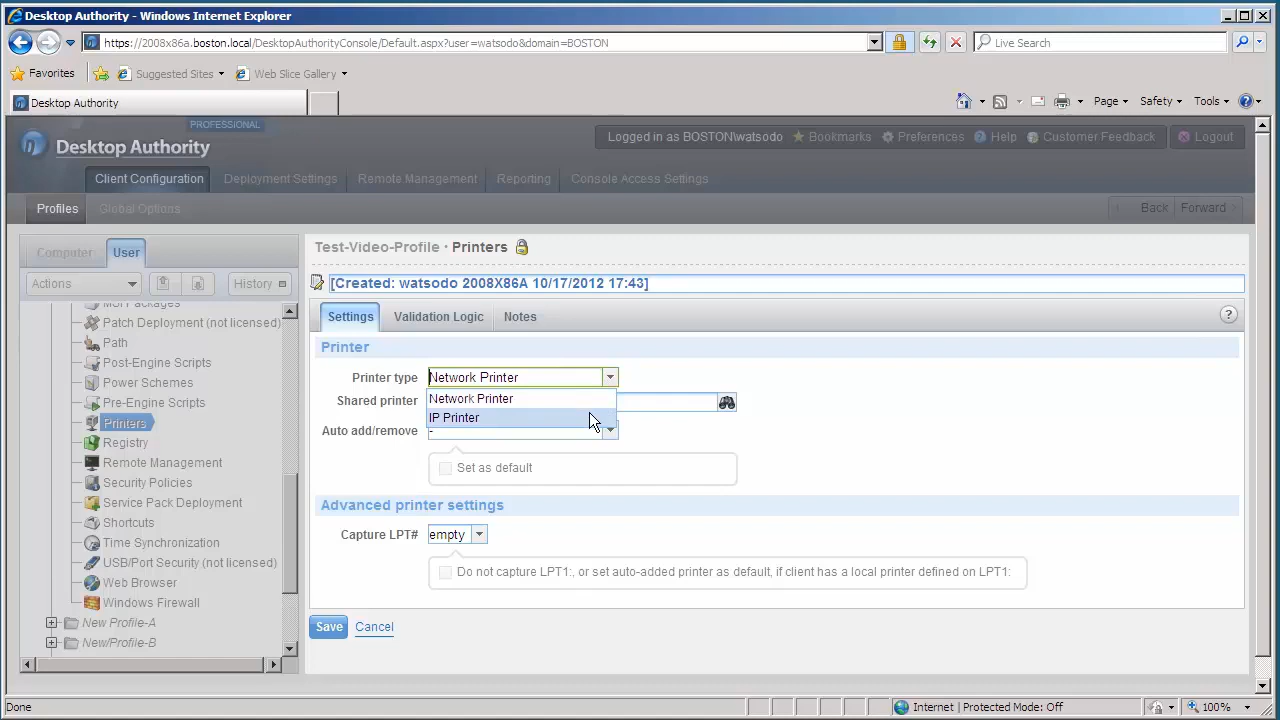 Desktop Authority - Windows Internet Explorer
https://2008x86a.boston.local/DesktopAuthorityConsole/Default.aspx?user=watsodo&domain=BOSTON
Live Search
Favorites
Suggested Sites
Web Slice Gallery
Desktop Authority
Page
Safety
Tools
PROFESSIONAL
Desktop Authority
Logged in as BOSTON\watsodo
Bookmarks
Preferences
Help
Customer Feedback
Logout
Client Configuration
Deployment Settings
Remote Management
Reporting
Console Access Settings
Profiles
Global Options
Back
Forward
Computer
User
Actions
History
MSI Packages
Patch Deployment (not licensed)
Path
Post-Engine Scripts
Power Schemes
Pre-Engine Scripts
Printers
Registry
Remote Management
Security Policies
Service Pack Deployment
Shortcuts
Time Synchronization
USB/Port Security (not licensed)
Web Browser
Windows Firewall
New Profile-A
New/Profile-B
Test-Video-Profile · Printers
[Created: watsodo 2008X86A 10/17/2012 17:43]
Settings
Validation Logic
Notes
Printer
Printer type
Network Printer
Network Printer
Shared printer
IP Printer
Auto add/remove
-
Set as default
Advanced printer settings
Capture LPT#
empty
Do not capture LPT1:, or set auto-added printer as default, if client has a local printer defined on LPT1:
Save
Cancel
Done
Internet | Protected Mode: Off
100%